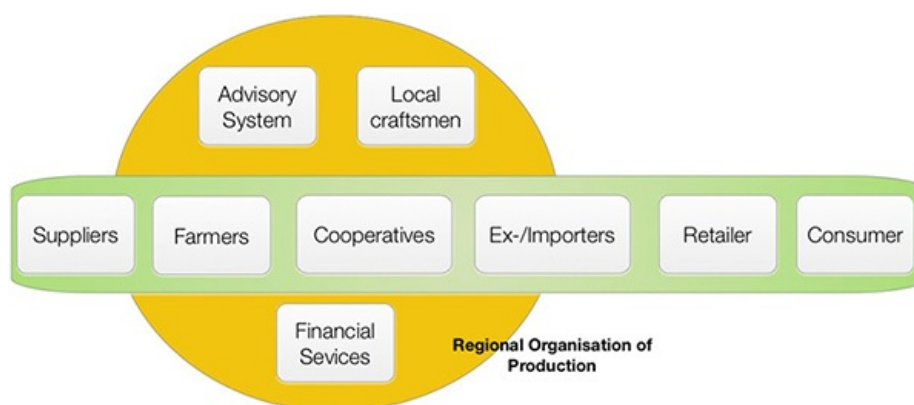 Advisory
System
Local
craftsmen
Suppliers
Farmers
Cooperatives
Ex-/Importers
Retailer
Consumer
Financial
Sevices
Regional Organisation of
Production